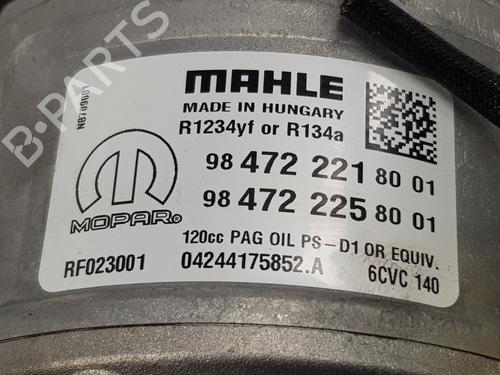 B-PARTS
MAHLE
MADE IN HUNGARY
R1234yf or R134a
98 472 221 80 01
98 472 225 80 01
MOPAR®
120cc PAG OIL PS-D1 OR EQUIV.
RF023001 04244175852.A 6CVC 140